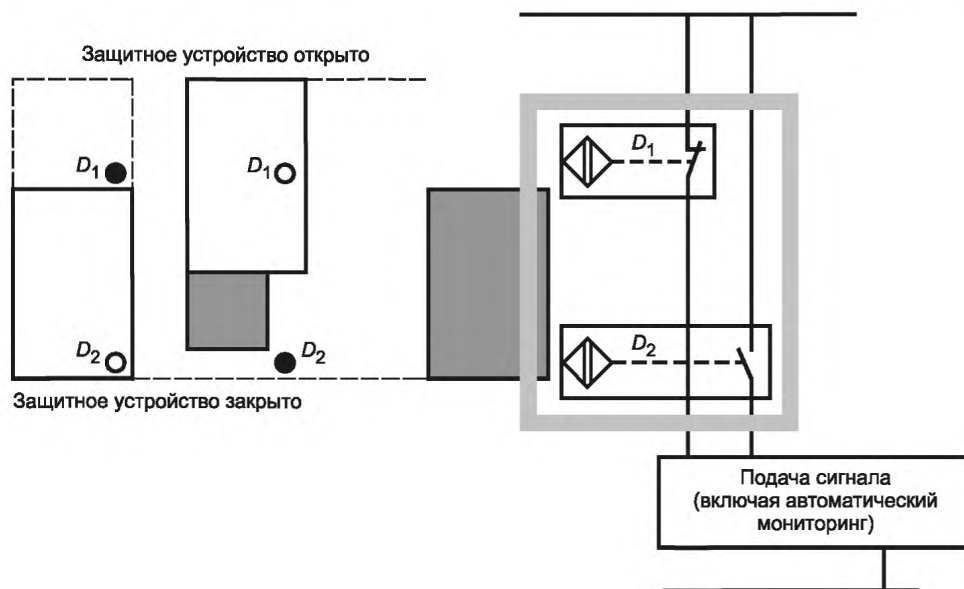 Защитное устройство открыто
D1
D1
D1
D2
D2
D2
Защитное устройство закрыто
Подача сигнала
(включая автоматический
мониторинг)